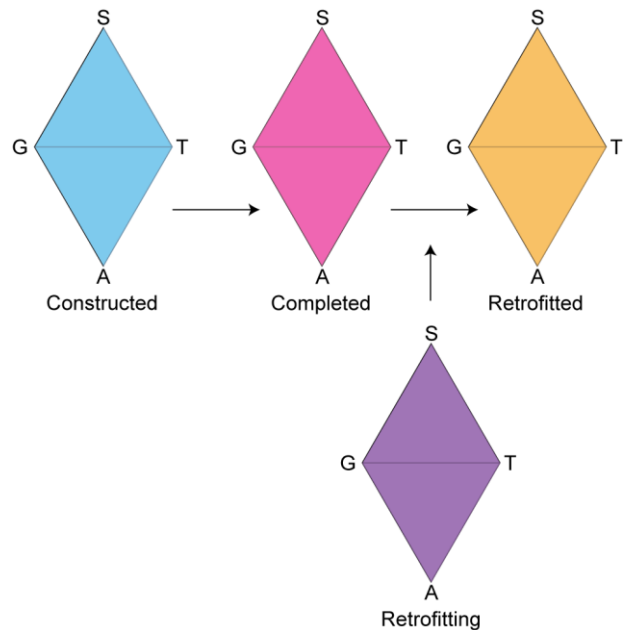 S
G
T
A
Constructed
S
G
T
A
Completed
S
G
T
A
Retrofitted
S
G
T
A
Retrofitting